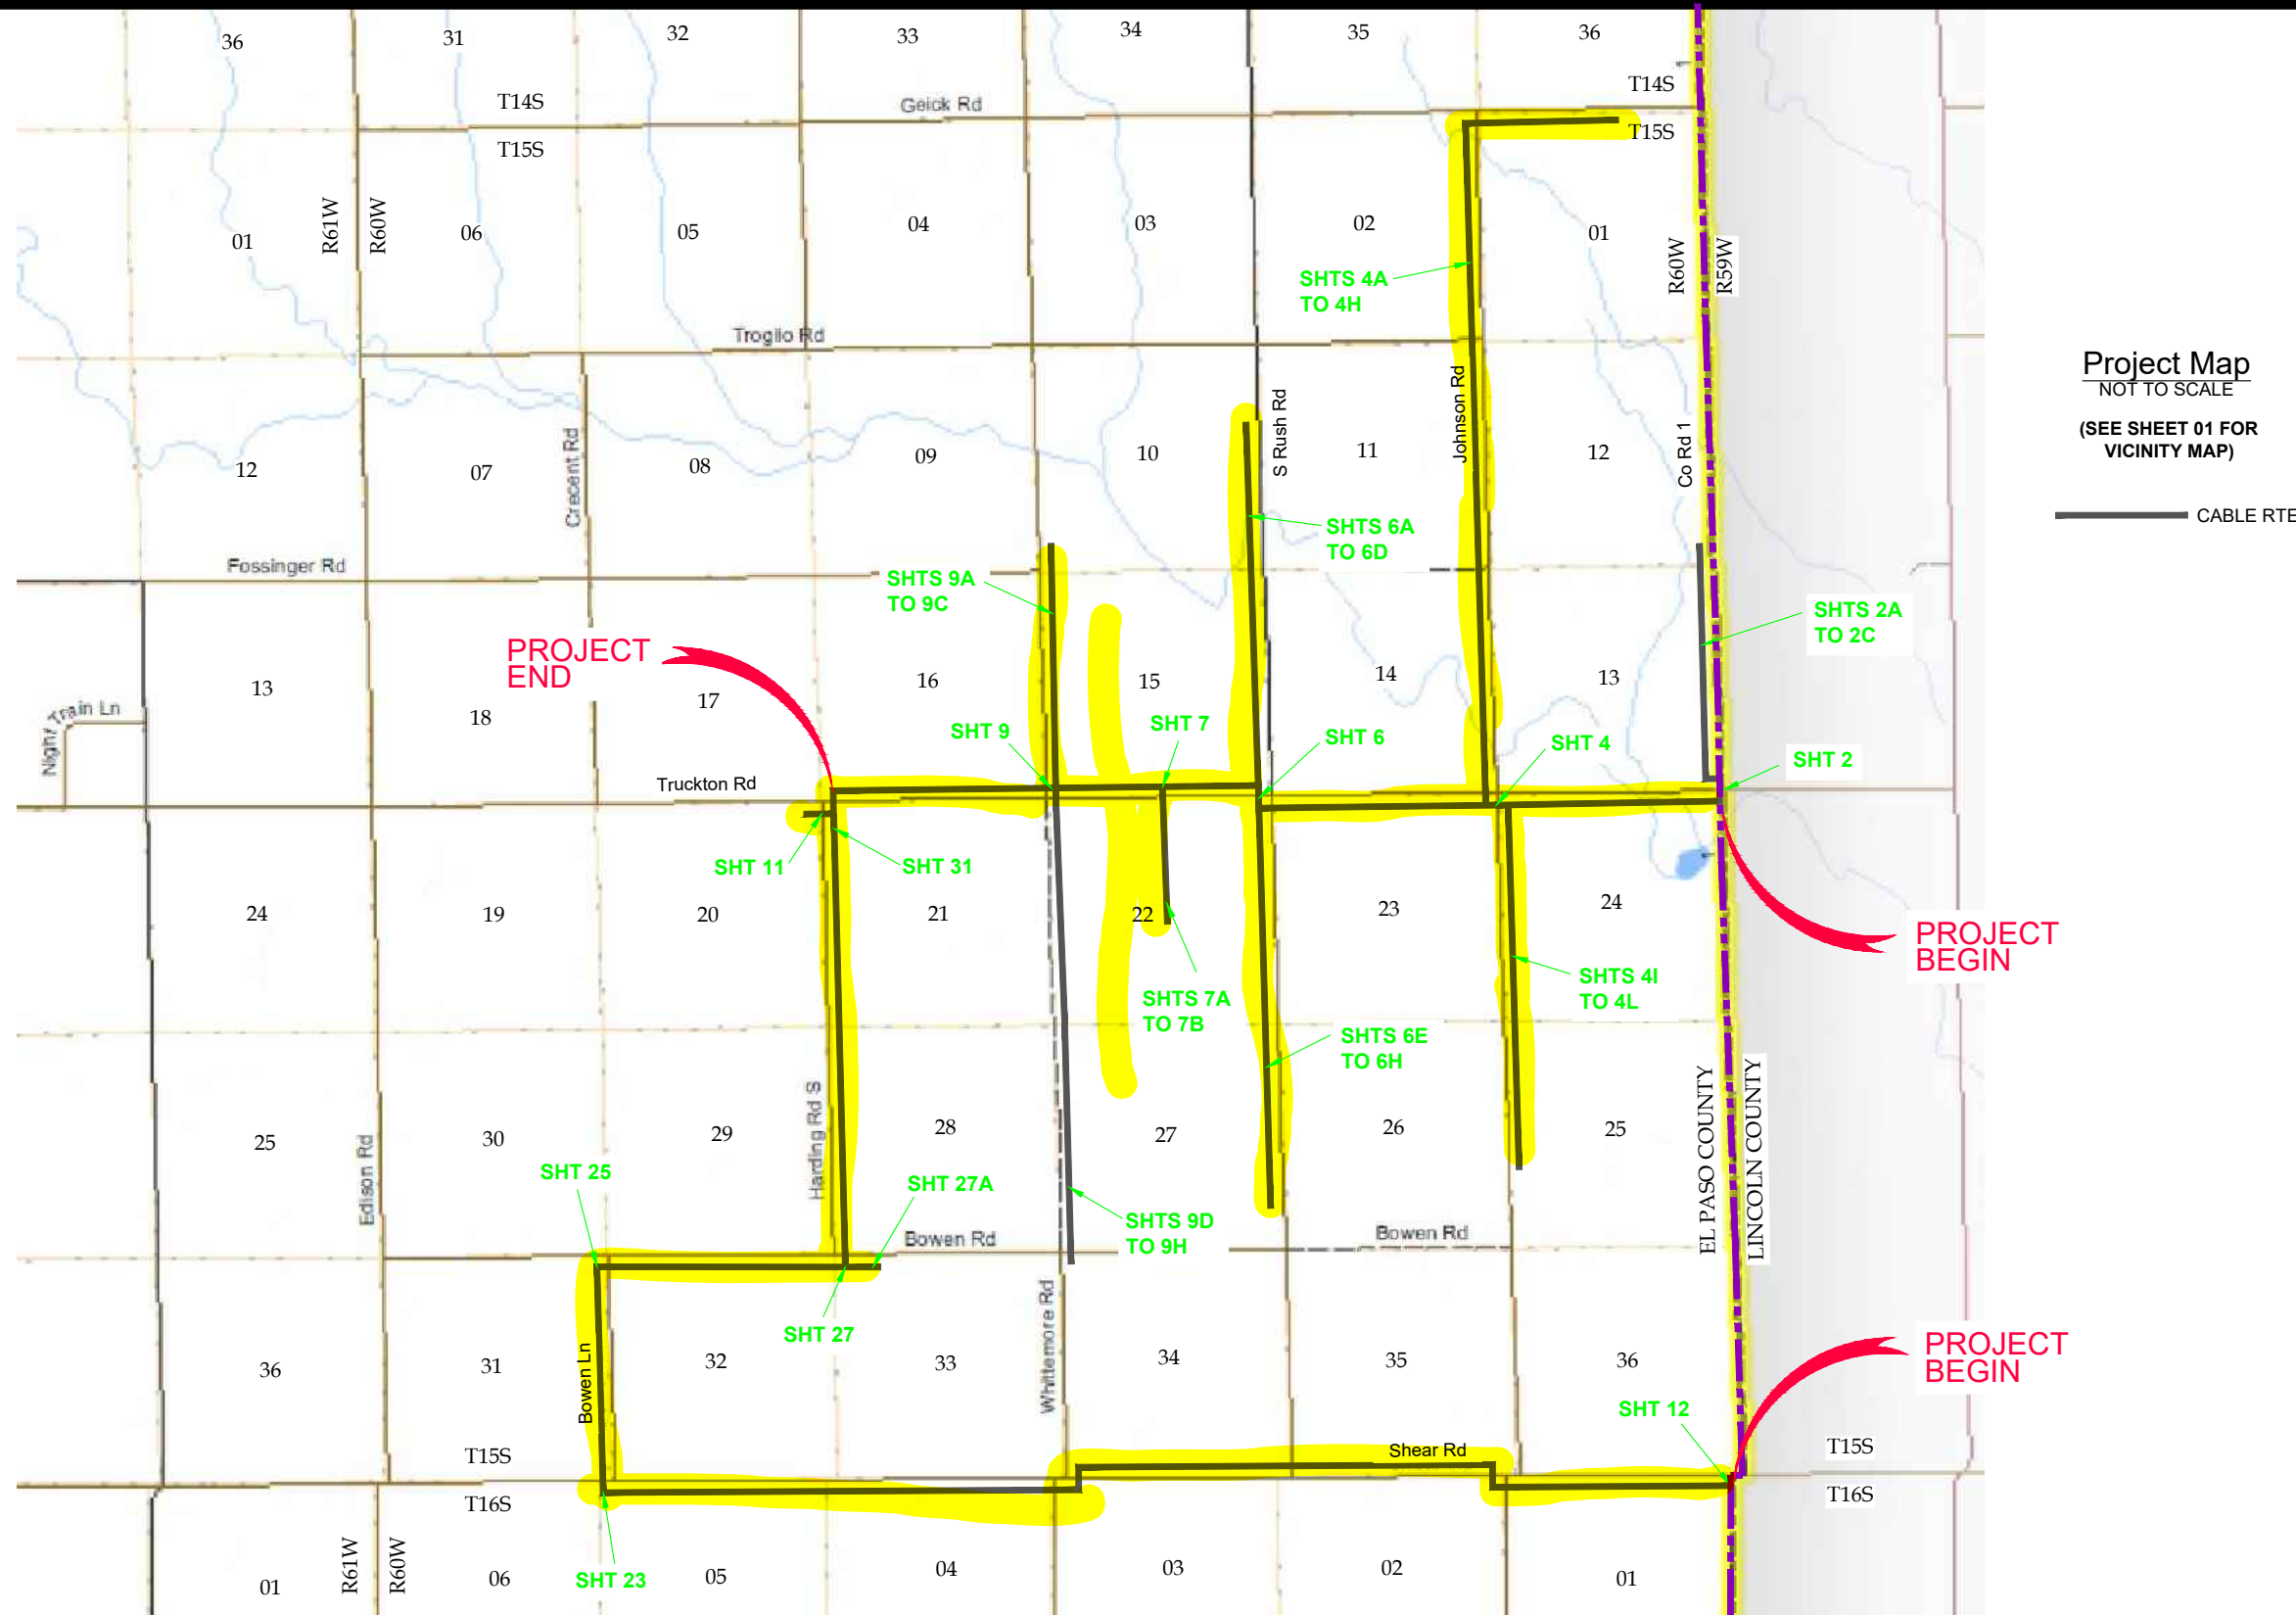 36
31
32
33
34
35
36
T14S
T14S
Geick Rd
T15S
T15S
R61W
R60W
01
06
05
04
03
02
01
R60W
R59W
SHTS 4A
TO 4H
Troglio Rd
Project Map
NOT TO SCALE
(SEE SHEET 01 FOR
VICINITY MAP)
CABLE RTE
12
07
Crecent Rd
08
09
10
S Rush Rd
11
Johnson Rd
12
Co Rd 1
SHTS 6A
TO 6D
Fossinger Rd
SHTS 9A
TO 9C
SHTS 2A
TO 2C
PROJECT
END
13
18
17
16
15
14
13
Night Train Ln
SHT 9
SHT 7
SHT 6
SHT 4
SHT 2
Truckton Rd
SHT 11
SHT 31
24
19
20
21
22
23
24
PROJECT
BEGIN
SHTS 7A
TO 7B
SHTS 4I
TO 4L
SHTS 6E
TO 6H
Harding Rd S
EL PASO COUNTY
LINCOLN COUNTY
25
Edison Rd
30
29
28
27
26
25
SHT 25
SHT 27A
SHTS 9D
TO 9H
Bowen Rd
Bowen Rd
SHT 27
Whittemore Rd
36
31
Bowen Ln
32
33
34
35
36
PROJECT
BEGIN
SHT 12
T15S
Shear Rd
T15S
T16S
T16S
R61W
R60W
01
06
SHT 23
05
04
03
02
01